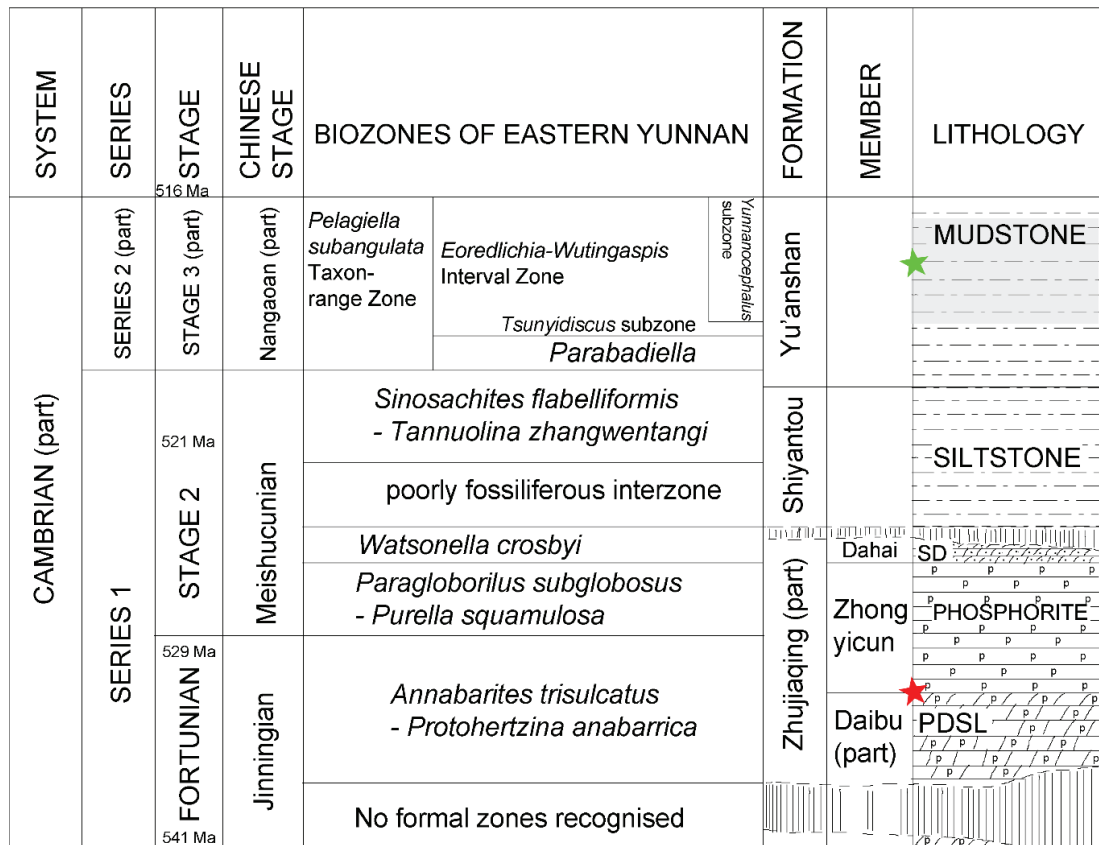 SYSTEM
SERIES
STAGE
516 Ma
CHINESE
STAGE
BIOZONES OF EASTERN YUNNAN
FORMATION
MEMBER
LITHOLOGY
CAMBRIAN (part)
SERIES 2 (part)
STAGE 3 (part)
Nangaoan (part)
Pelagiella
subangulata
Taxon-
range Zone
Eoredlichia-Wutingaspis
Interval Zone
Yunnanocephalus
subzone
Tsunyidiscus subzone
Parabadiella
Yu'anshan
MUDSTONE
SERIES 1
521 Ma
STAGE 2
Meishucunian
Sinosachites flabelliformis
- Tannuolina zhangwentangi
poorly fossiliferous interzone
Watsonella crosbyi
Paragloborilus subglobosus
- Purella squamulosa
Shiyantou
SILTSTONE
Zhujiaqing (part)
Dahai
SD
Zhong
yicun
p p p p p
p p p p
PHOSPHORITE
p p p p p
p p p p
p p p p p
p p p p
p p p p p
529 Ma
FORTUNIAN
541 Ma
Jinningian
Annabarites trisulcatus
- Protohertzina anabarrica
No formal zones recognised
Daibu
(part)
PDSL
p p p p
p p p
p p p p
p p p p
p p p p